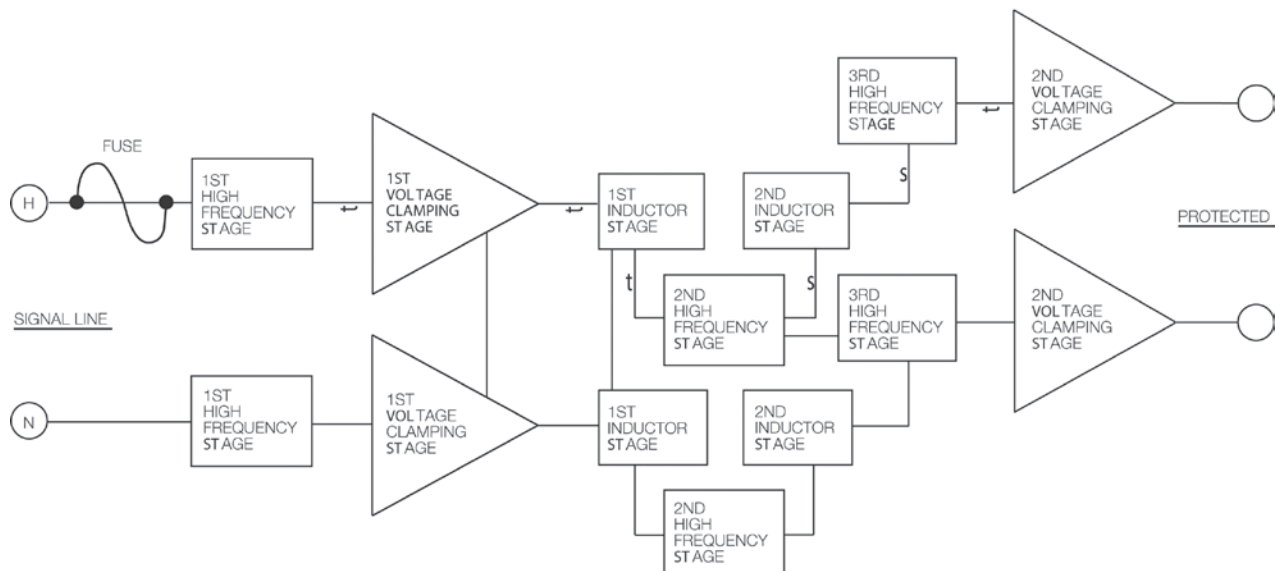 FUSE
H
1ST
HIGH
FREQUENCY
STAGE
t
1ST
VOLTAGE
CLAMPING
STAGE
t
1ST
INDUCTOR
STAGE
t
2ND
HIGH
FREQUENCY
STAGE
s
2ND
INDUCTOR
STAGE
s
3RD
HIGH
FREQUENCY
STAGE
t
2ND
VOLTAGE
CLAMPING
STAGE
PROTECTED
SIGNAL LINE
N
1ST
HIGH
FREQUENCY
STAGE
1ST
VOLTAGE
CLAMPING
STAGE
1ST
INDUCTOR
STAGE
2ND
HIGH
FREQUENCY
STAGE
2ND
INDUCTOR
STAGE
3RD
HIGH
FREQUENCY
STAGE
2ND
VOLTAGE
CLAMPING
STAGE